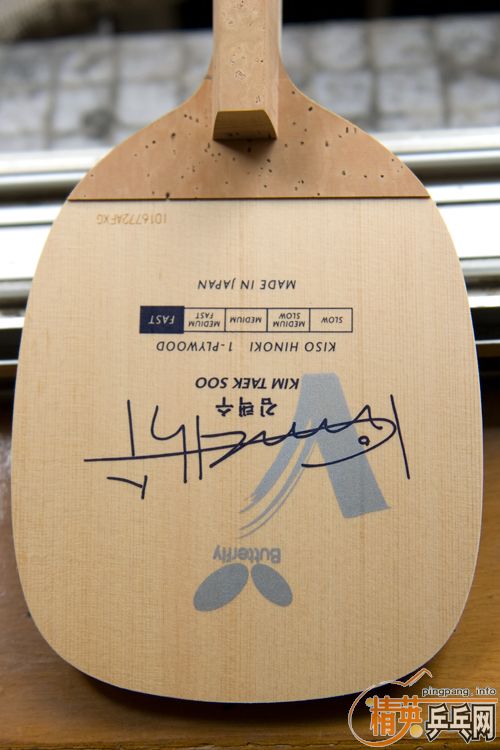 Butterfly
김택수
KIM TAEK SOO
KISO HINOKI 1-PLYWOOD
SLOW MEDIUM SLOW MEDIUM MEDIUM FAST FAST
MADE IN JAPAN
pingpang.info
精英乒乓网